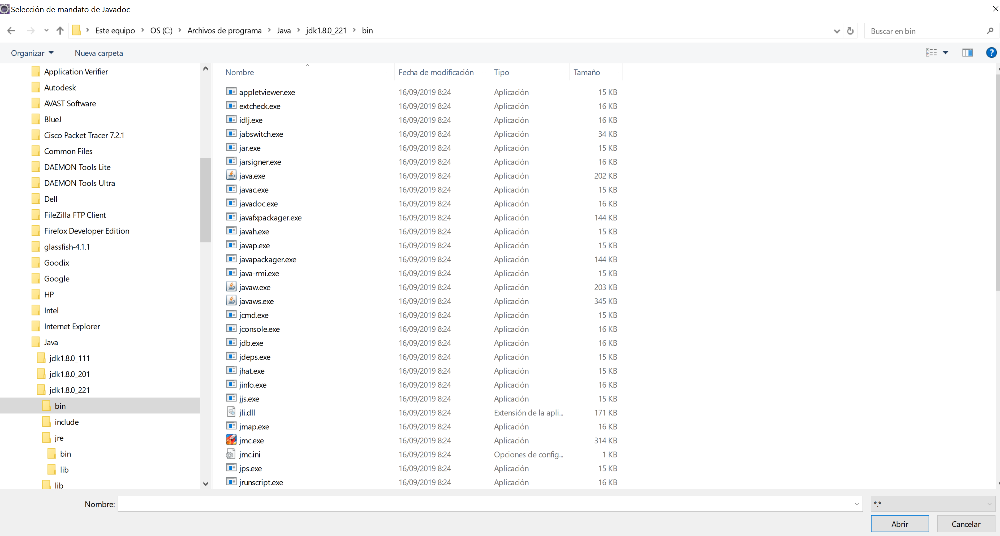 Selección de mandato de Javadoc
Este equipo > OS (C:) > Archivos de programa > Java > jdk1.8.0_221 > bin
Buscar en bin
Organizar Nueva carpeta
Application Verifier
Autodesk
AVAST Software
BlueJ
Cisco Packet Tracer 7.2.1
Common Files
DAEMON Tools Lite
DAEMON Tools Ultra
Dell
FileZilla FTP Client
Firefox Developer Edition
glassfish-4.1.1
Goodix
Google
HP
Intel
Internet Explorer
Java
jdk1.8.0_111
jdk1.8.0_201
jdk1.8.0_221
bin
include
jre
bin
lib
lib
Nombre Fecha de modificación Tipo Tamaño
appletviewer.exe 16/09/2019 8:24 Aplicación 15 KB
extcheck.exe 16/09/2019 8:24 Aplicación 16 KB
idlj.exe 16/09/2019 8:24 Aplicación 16 KB
jabswitch.exe 16/09/2019 8:24 Aplicación 34 KB
jar.exe 16/09/2019 8:24 Aplicación 15 KB
jarsigner.exe 16/09/2019 8:24 Aplicación 16 KB
java.exe 16/09/2019 8:24 Aplicación 202 KB
javac.exe 16/09/2019 8:24 Aplicación 15 KB
javadoc.exe 16/09/2019 8:24 Aplicación 16 KB
javafxpackager.exe 16/09/2019 8:24 Aplicación 144 KB
javah.exe 16/09/2019 8:24 Aplicación 15 KB
javap.exe 16/09/2019 8:24 Aplicación 15 KB
javapackager.exe 16/09/2019 8:24 Aplicación 144 KB
java-rmi.exe 16/09/2019 8:24 Aplicación 15 KB
javaw.exe 16/09/2019 8:24 Aplicación 203 KB
javaws.exe 16/09/2019 8:24 Aplicación 345 KB
jcmd.exe 16/09/2019 8:24 Aplicación 15 KB
jconsole.exe 16/09/2019 8:24 Aplicación 16 KB
jdb.exe 16/09/2019 8:24 Aplicación 16 KB
jdeps.exe 16/09/2019 8:24 Aplicación 15 KB
jhat.exe 16/09/2019 8:24 Aplicación 15 KB
jinfo.exe 16/09/2019 8:24 Aplicación 16 KB
jjs.exe 16/09/2019 8:24 Aplicación 15 KB
jli.dll 16/09/2019 8:24 Extensión de la apli... 171 KB
jmap.exe 16/09/2019 8:24 Aplicación 16 KB
jmc.exe 16/09/2019 8:24 Aplicación 314 KB
jmc.ini 16/09/2019 8:24 Opciones de config... 1 KB
jps.exe 16/09/2019 8:24 Aplicación 15 KB
jrunscript.exe 16/09/2019 8:24 Aplicación 16 KB
Nombre: *.*
Abrir Cancelar